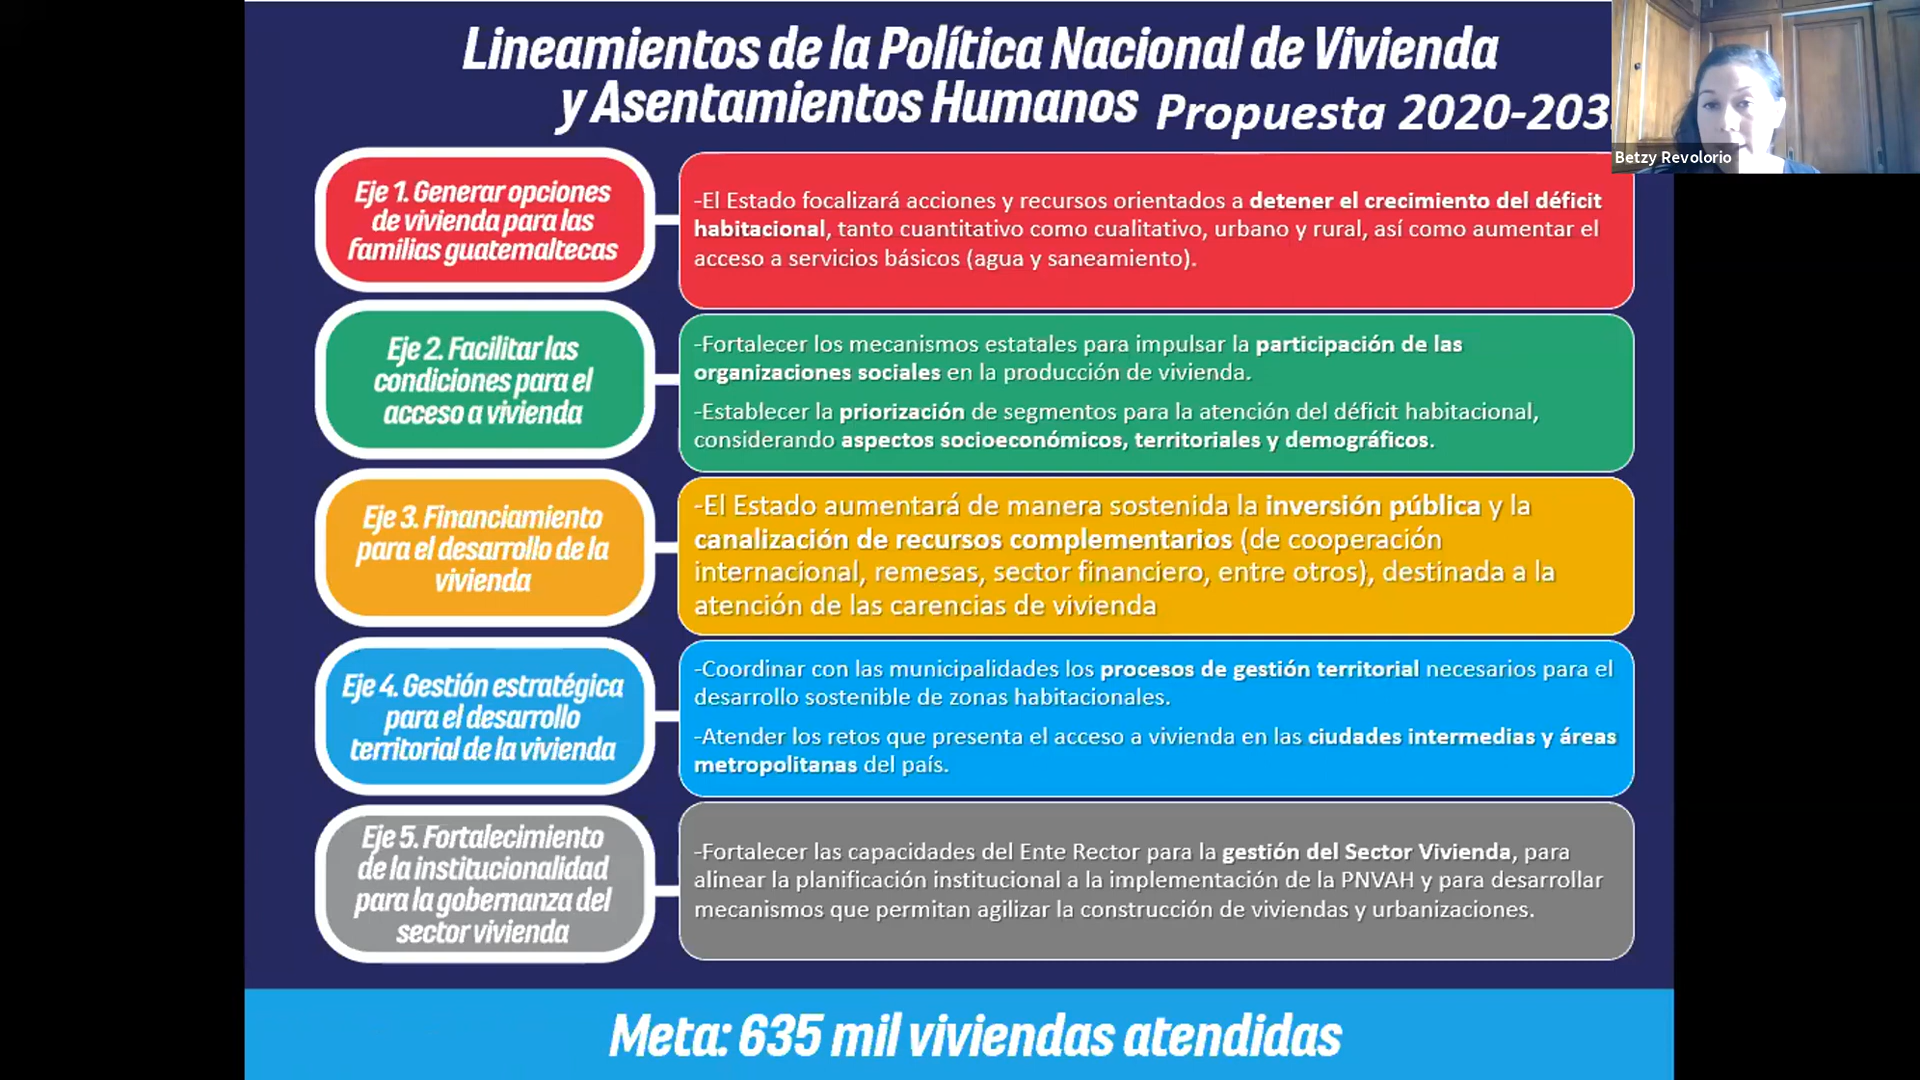 Lineamientos de la Política Nacional de Vivienda
y Asentamientos Humanos Propuesta 2020-203
Betzy Revolorio
Eje 1. Generar opciones
de vivienda para las
familias guatemaltecas
-El Estado focalizará acciones y recursos orientados a detener el crecimiento del déficit
habitacional, tanto cuantitativo como cualitativo, urbano y rural, así como aumentar el
acceso a servicios básicos (agua y saneamiento).
Eje 2. Facilitar las
condiciones para el
acceso a vivienda
-Fortalecer los mecanismos estatales para impulsar la participación de las
organizaciones sociales en la producción de vivienda.
-Establecer la priorización de segmentos para la atención del déficit habitacional,
considerando aspectos socioeconómicos, territoriales y demográficos.
Eje 3. Financiamiento
para el desarrollo de la
vivienda
-El Estado aumentará de manera sostenida la inversión pública y la
canalización de recursos complementarios (de cooperación
internacional, remesas, sector financiero, entre otros), destinada a la
atención de las carencias de vivienda
Eje 4. Gestión estratégica
para el desarrollo
territorial de la vivienda
-Coordinar con las municipalidades los procesos de gestión territorial necesarios para el
desarrollo sostenible de zonas habitacionales.
-Atender los retos que presenta el acceso a vivienda en las ciudades intermedias y áreas
metropolitanas del país.
Eje 5. Fortalecimiento
de la institucionalidad
para la gobernanza del
sector vivienda
-Fortalecer las capacidades del Ente Rector para la gestión del Sector Vivienda, para
alinear la planificación institucional a la implementación de la PNVAH y para desarrollar
mecanismos que permitan agilizar la construcción de viviendas y urbanizaciones.
Meta: 635 mil viviendas atendidas